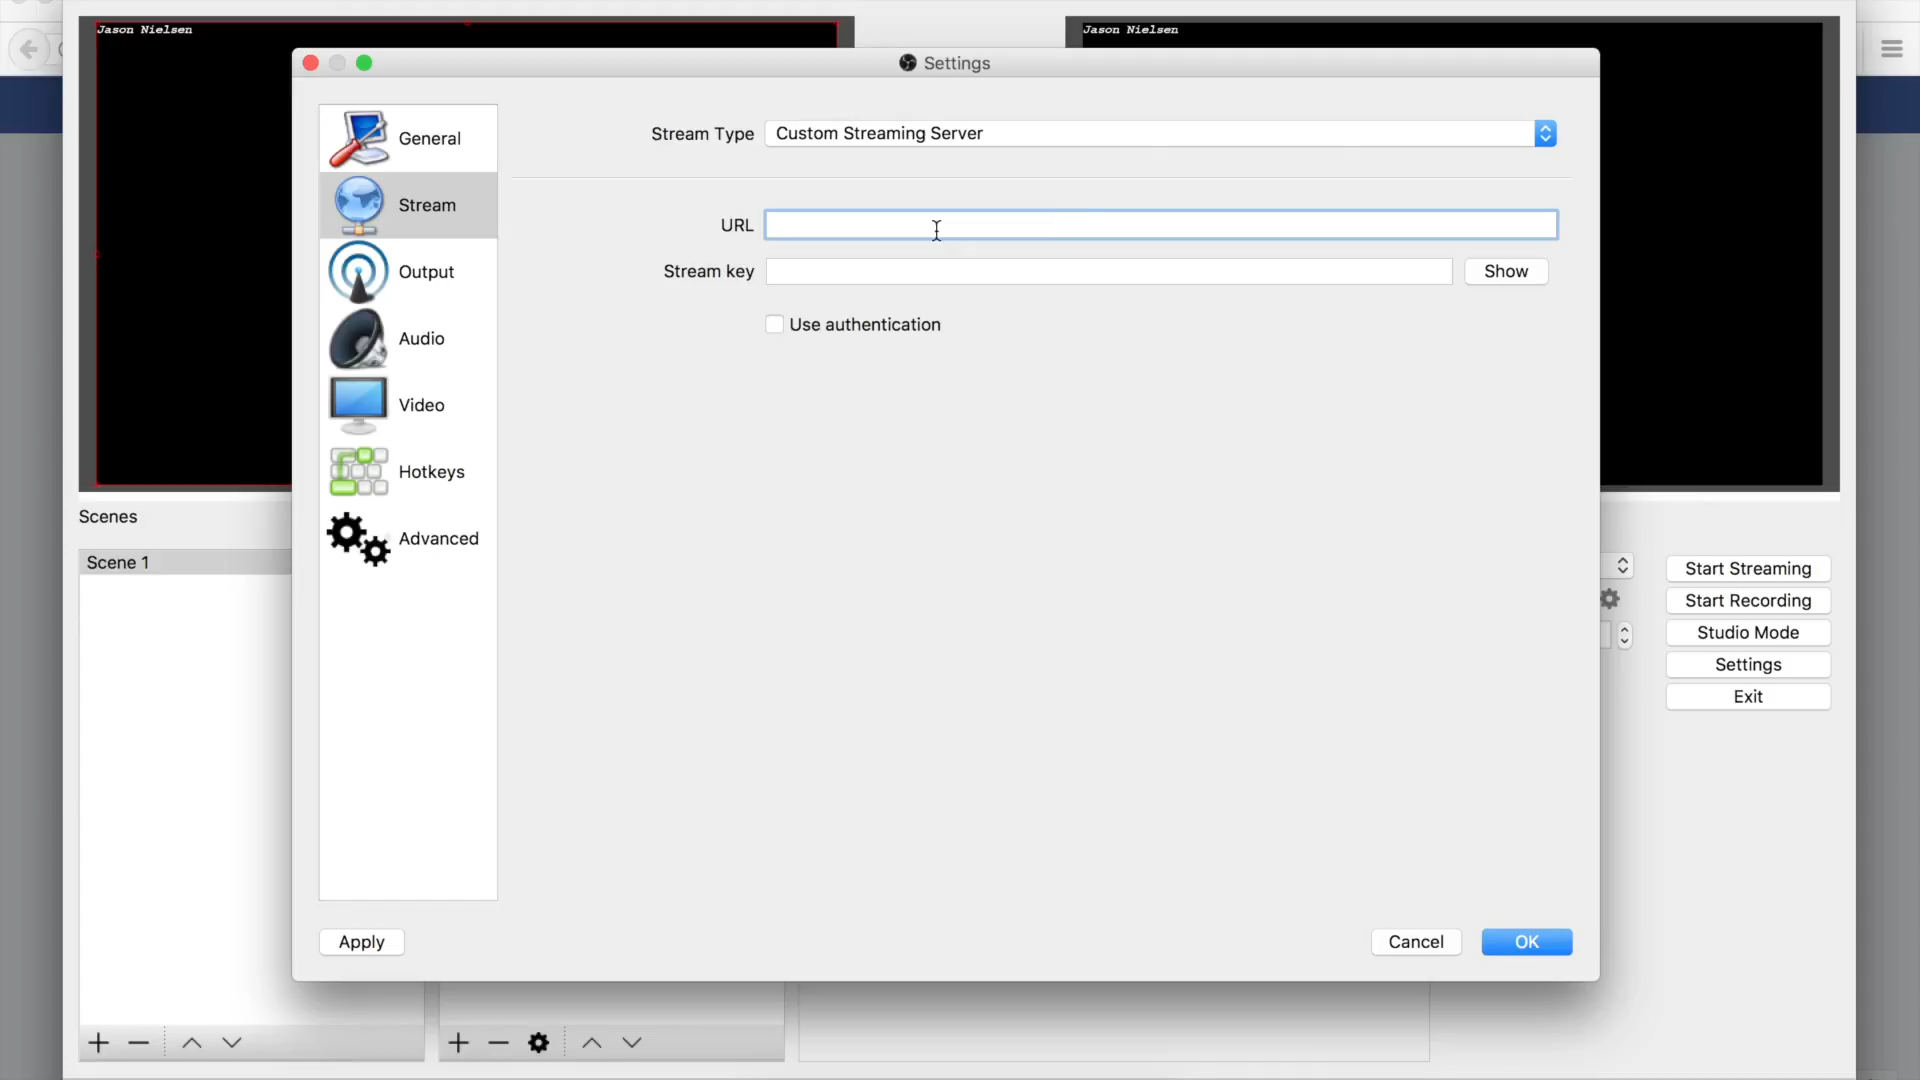 Jason Nielsen
Jason Nielsen
Settings
General
Stream
Output
Audio
Video
Hotkeys
Advanced
Stream Type
Custom Streaming Server
URL
Stream key
Show
Use authentication
Apply
Cancel
OK
Scenes
Scene 1
Start Streaming
Start Recording
Studio Mode
Settings
Exit